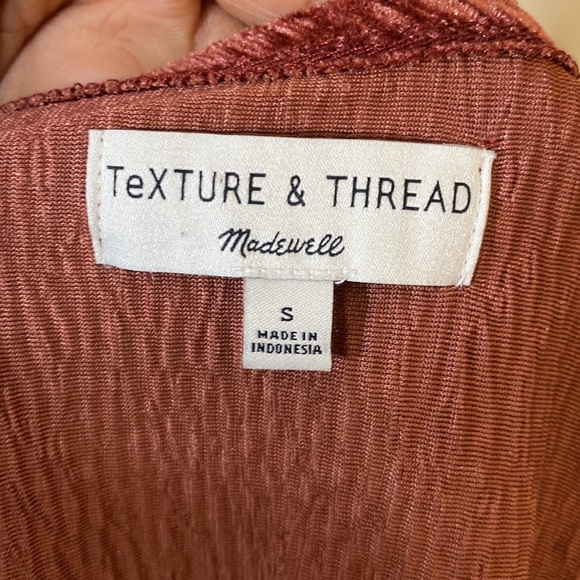 TeXTURE & THREAD
Madewell
S
MADE IN
INDONESIA